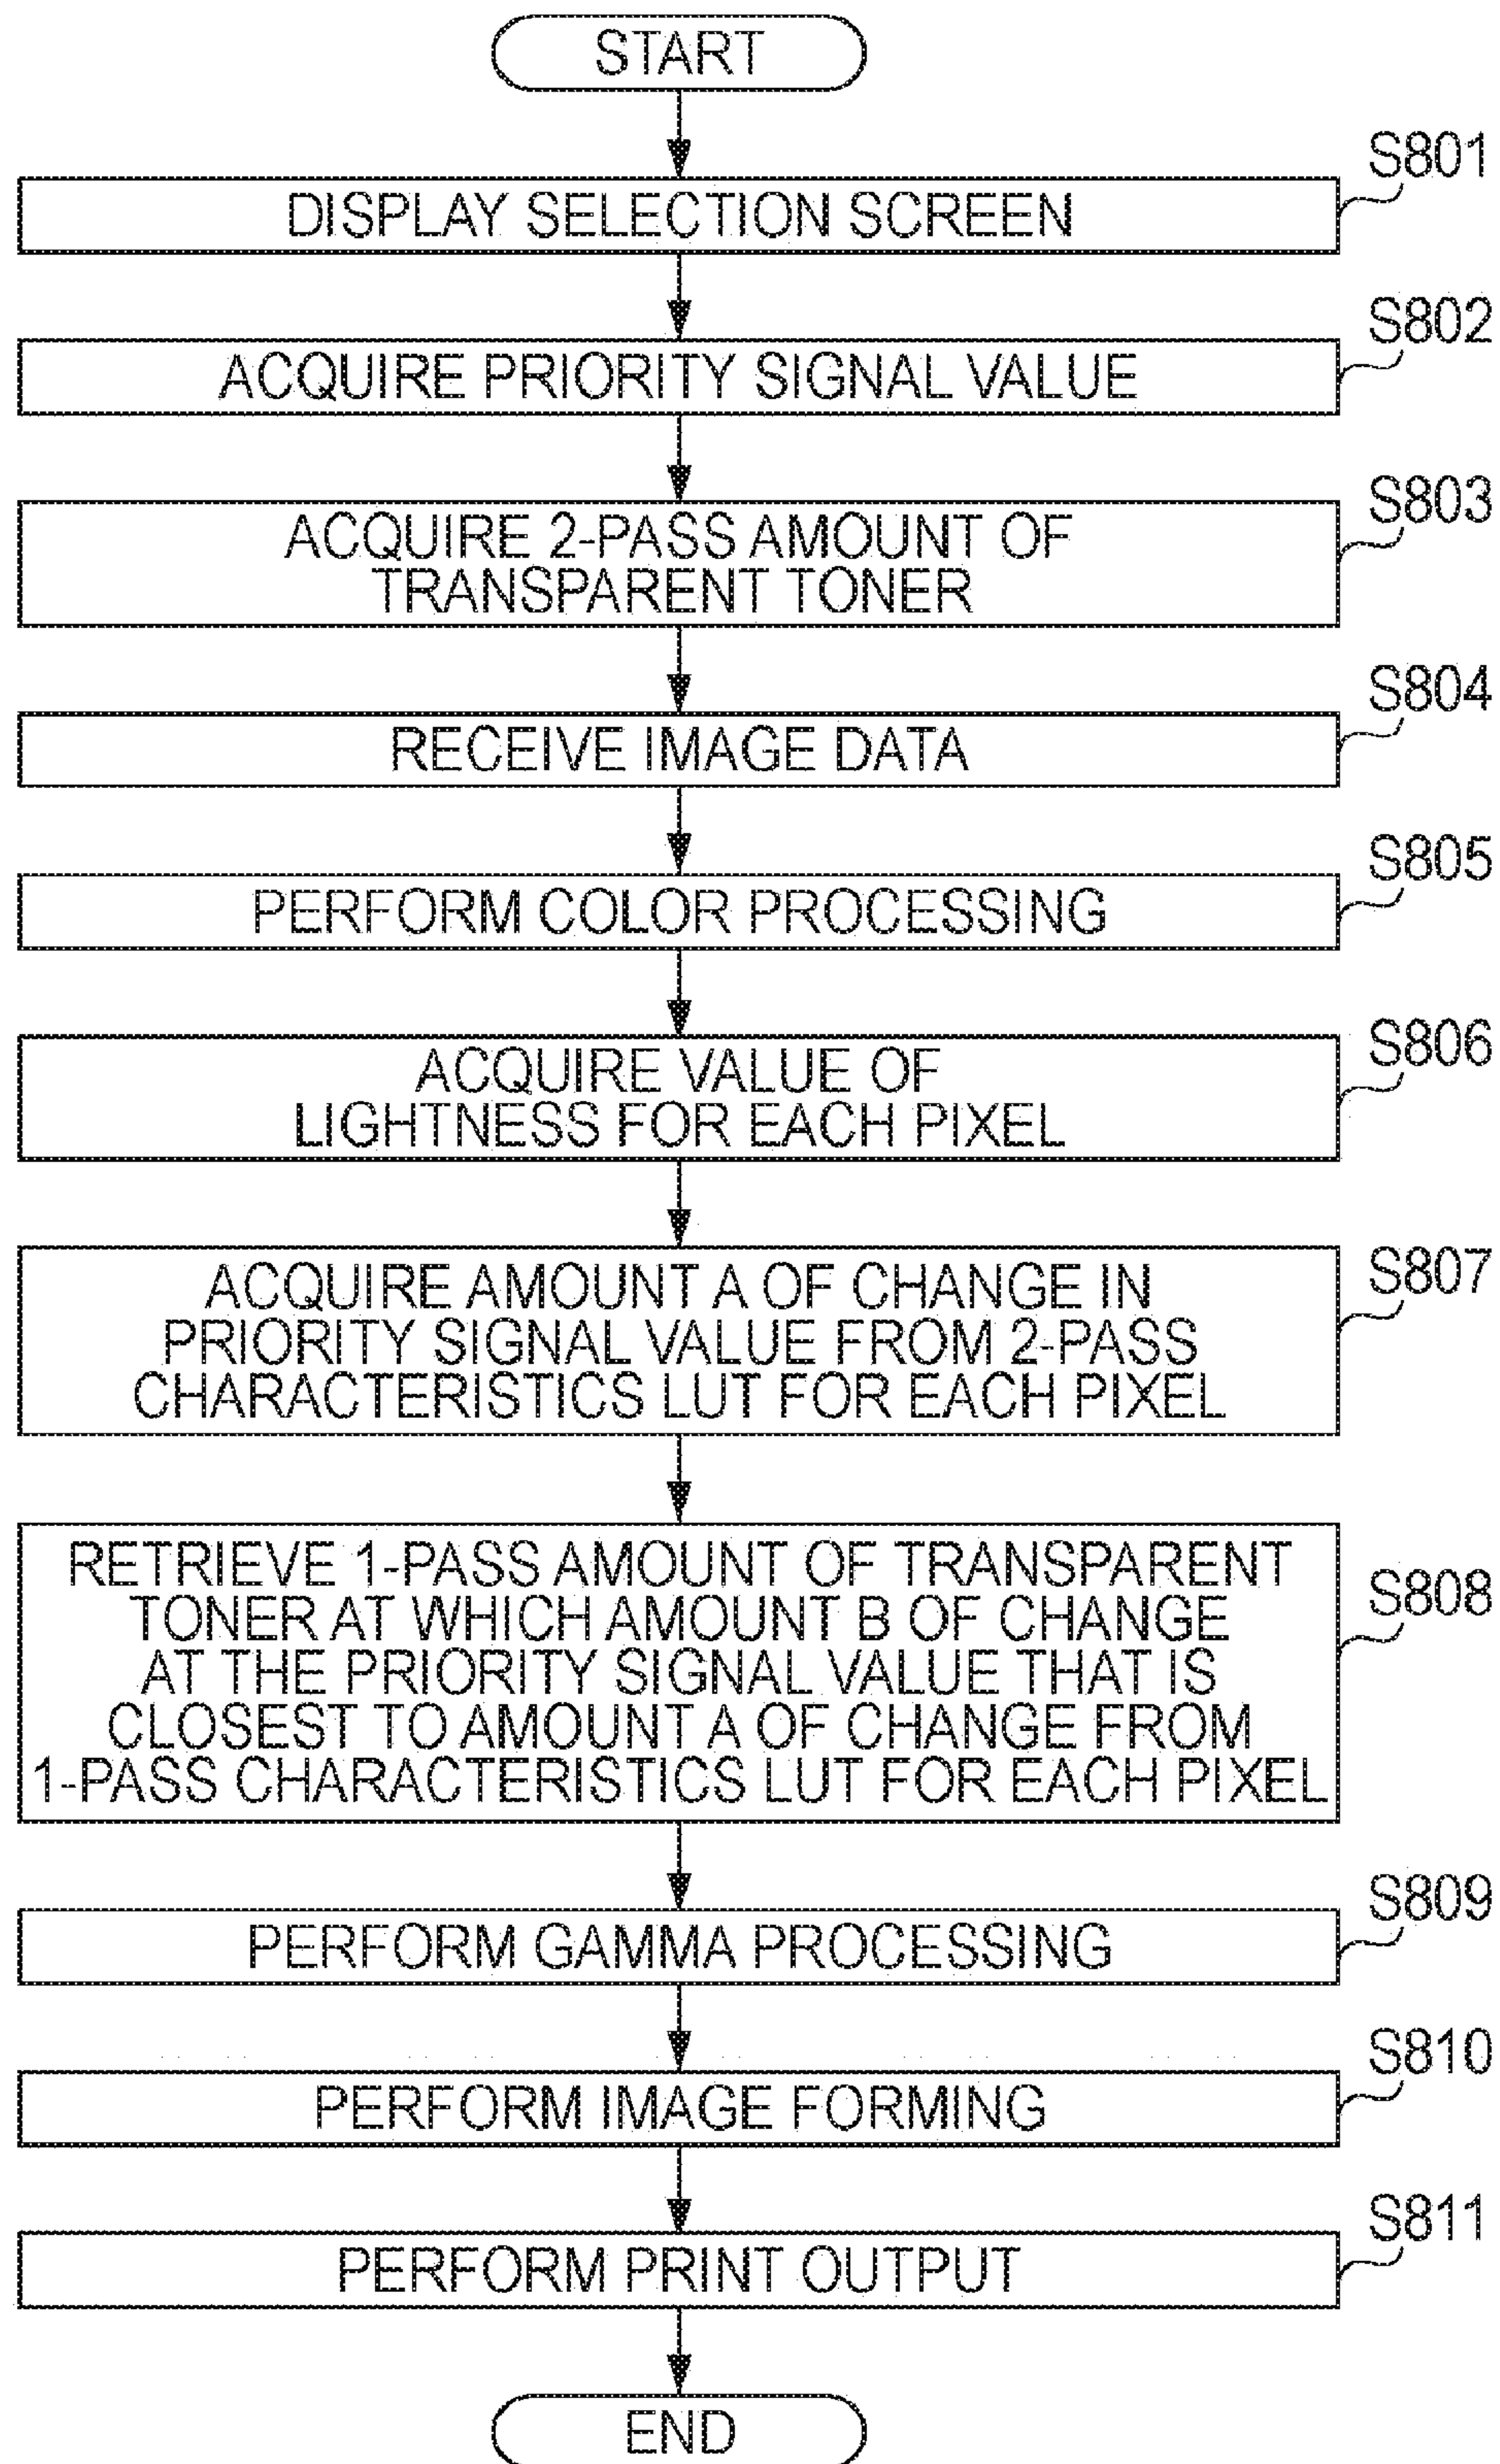 START
S801
DISPLAY SELECTION SCREEN
S802
ACQUIRE PRIORITY SIGNAL VALUE
S803
ACQUIRE 2-PASS AMOUNT OF
TRANSPARENT TONER
S804
RECEIVE IMAGE DATA
S805
PERFORM COLOR PROCESSING
S806
ACQUIRE VALUE OF
LIGHTNESS FOR EACH PIXEL
S807
ACQUIRE AMOUNT A OF CHANGE IN
PRIORITY SIGNAL VALUE FROM 2-PASS
CHARACTERISTICS LUT FOR EACH PIXEL
S808
RETRIEVE 1-PASS AMOUNT OF TRANSPARENT
TONER AT WHICH AMOUNT B OF CHANGE
AT THE PRIORITY SIGNAL VALUE THAT IS
CLOSEST TO AMOUNT A OF CHANGE FROM
1-PASS CHARACTERISTICS LUT FOR EACH PIXEL
S809
PERFORM GAMMA PROCESSING
S810
PERFORM IMAGE FORMING
S811
PERFORM PRINT OUTPUT
END